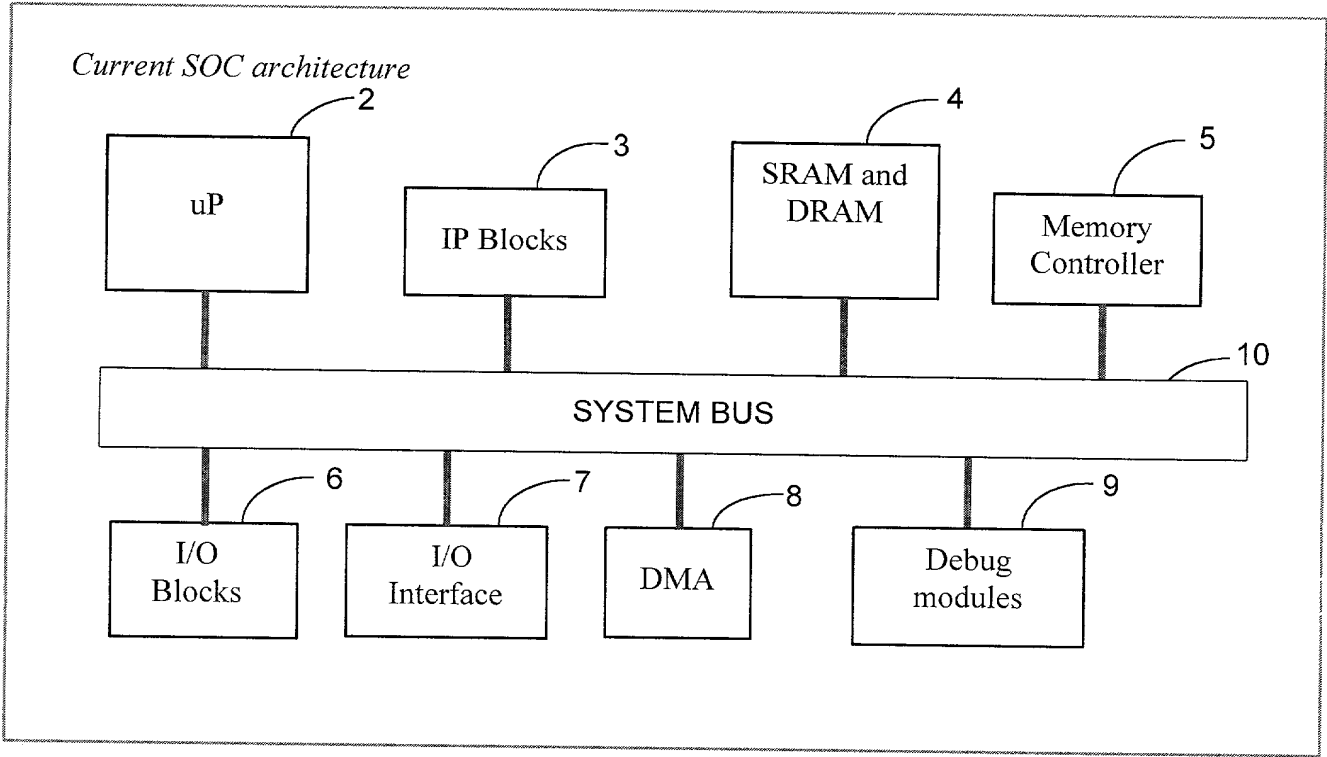 Current SOC architecture
2
3
4
5
uP
IP Blocks
SRAM and
DRAM
Memory
Controller
10
SYSTEM BUS
6
7
8
9
I/O
Blocks
I/O
Interface
DMA
Debug
modules